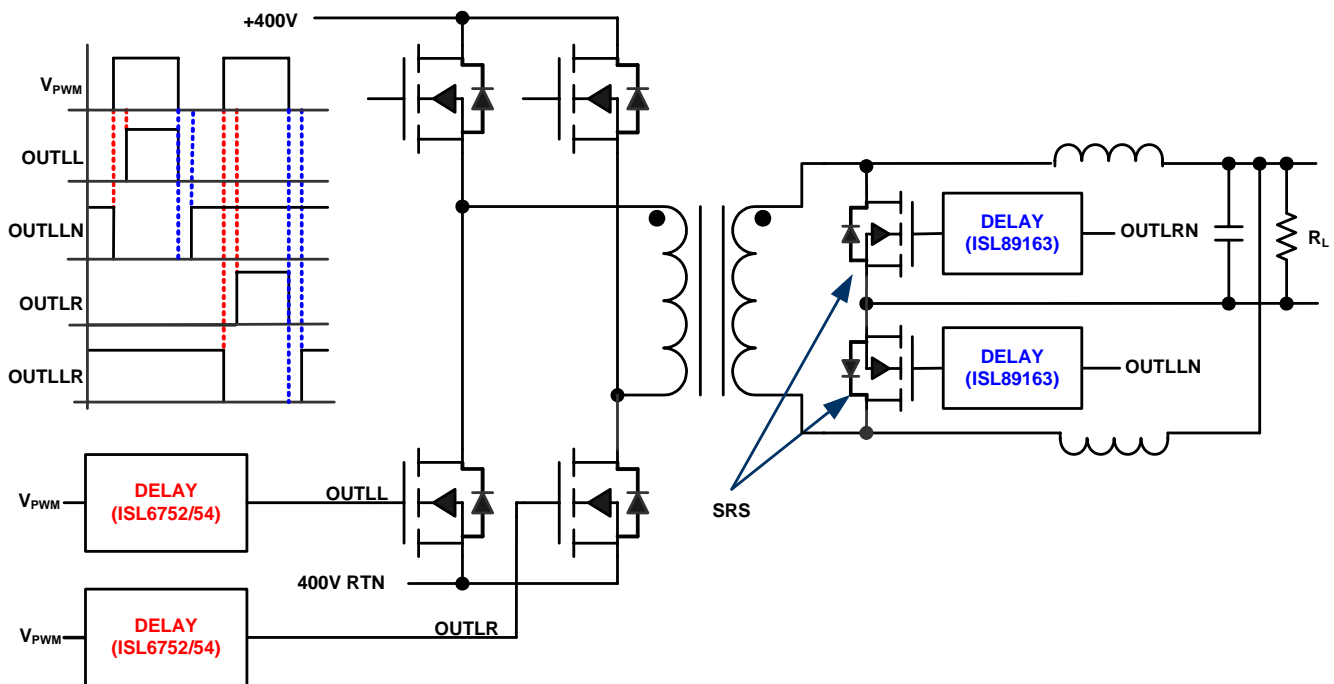 +400V
VPWM
OUTLL
OUTLLN
OUTLR
OUTLLR
DELAY
(ISL89163)
OUTLRN
RL
DELAY
(ISL89163)
OUTLLN
SRS
VPWM
DELAY
(ISL6752/54)
OUTLL
400V RTN
VPWM
DELAY
(ISL6752/54)
OUTLR